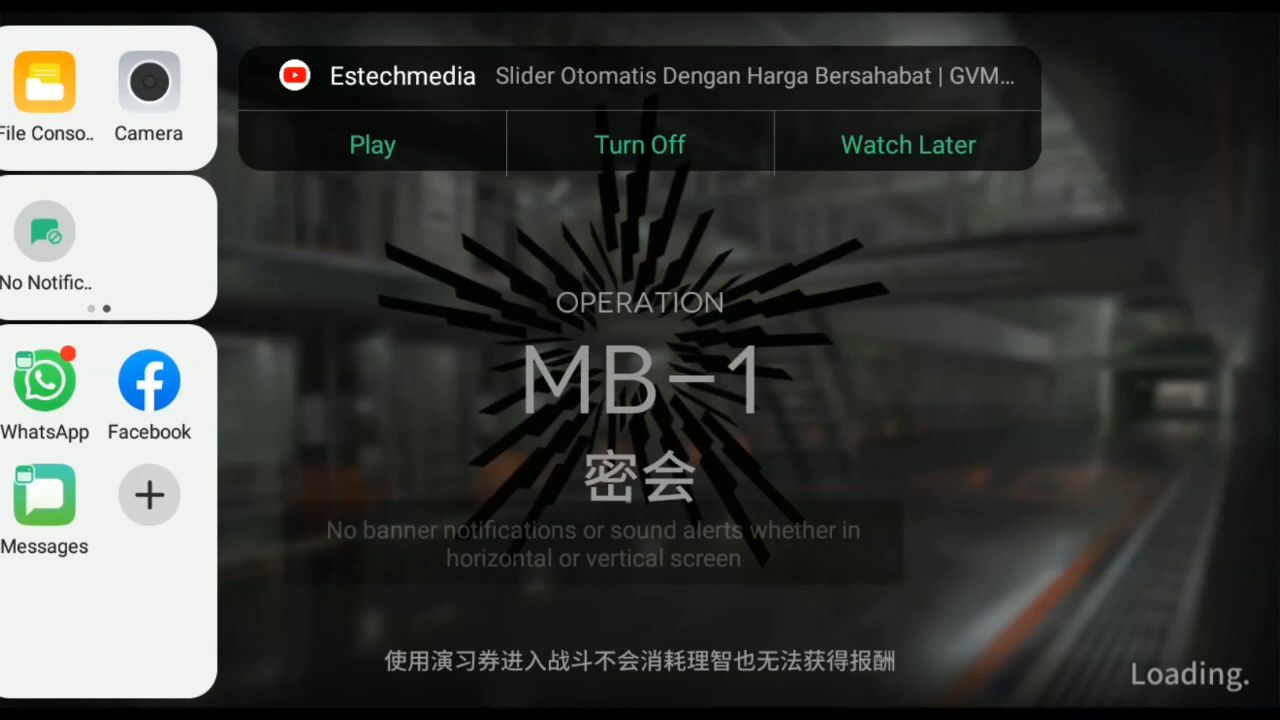 File Conso..
Camera
No Notific..
WhatsApp
Facebook
Messages
Estechmedia Slider Otomatis Dengan Harga Bersahabat | GVM...
Play
Turn Off
Watch Later
OPERATION
MB-1
密会
No banner notifications or sound alerts whether in
horizontal or vertical screen
使用演习券进入战斗不会消耗理智也无法获得报酬
Loading.